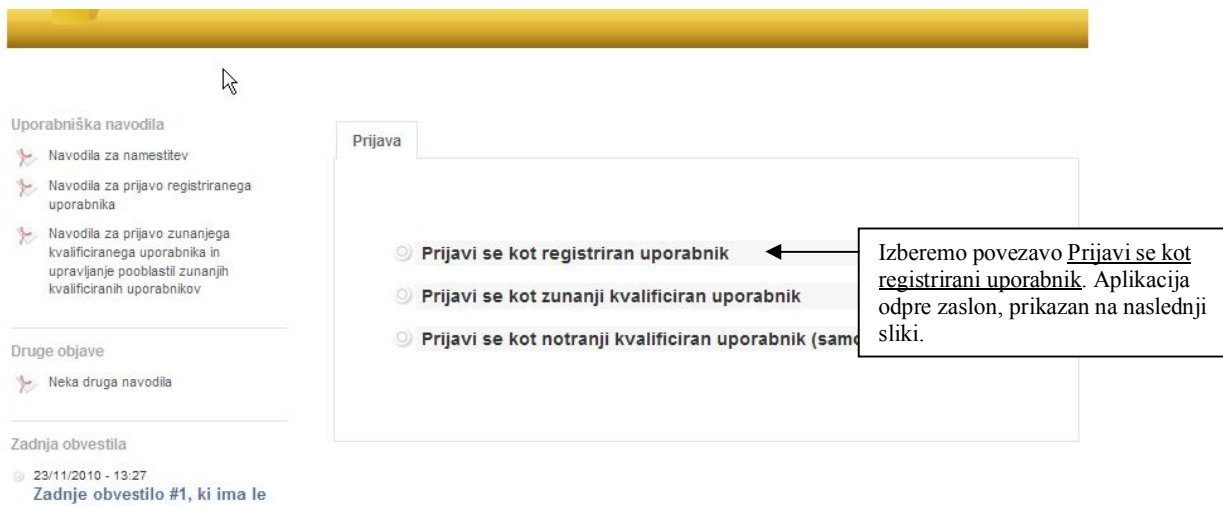 Uporabniška navodila
Navodila za namestitev
Navodila za prijavo registriranega
uporabnika
Navodila za prijavo zunanjega
kvalificiranega uporabnika in
upravljanje pooblastil zunanjih
kvalificiranih uporabnikov
Druge objave
Neka druga navodila
Zadnja obvestila
23/11/2010 - 13:27
Zadnje obvestilo #1, ki ima le
Prijava
Prijavi se kot registriran uporabnik
Prijavi se kot zunanji kvalificiran uporabnik
Prijavi se kot notranji kvalificiran uporabnik (samo
Izberemo povezavo Prijavi se kot
registrirani uporabnik. Aplikacija
odpre zaslon, prikazan na naslednji
sliki.